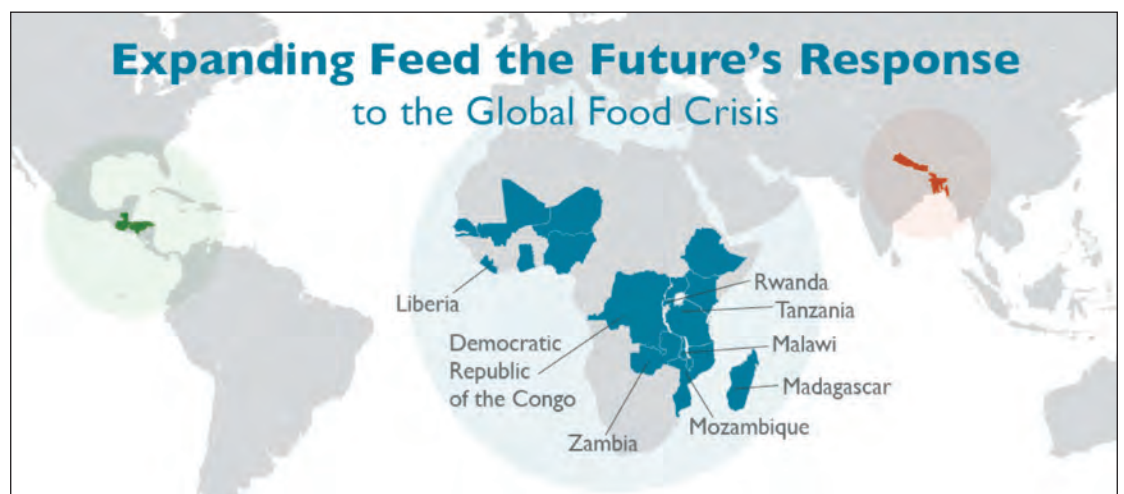 Expanding Feed the Future's Response
to the Global Food Crisis
Liberia
Democratic
Republic
of the Congo
Zambia
Rwanda
Tanzania
Malawi
Madagascar
Mozambique